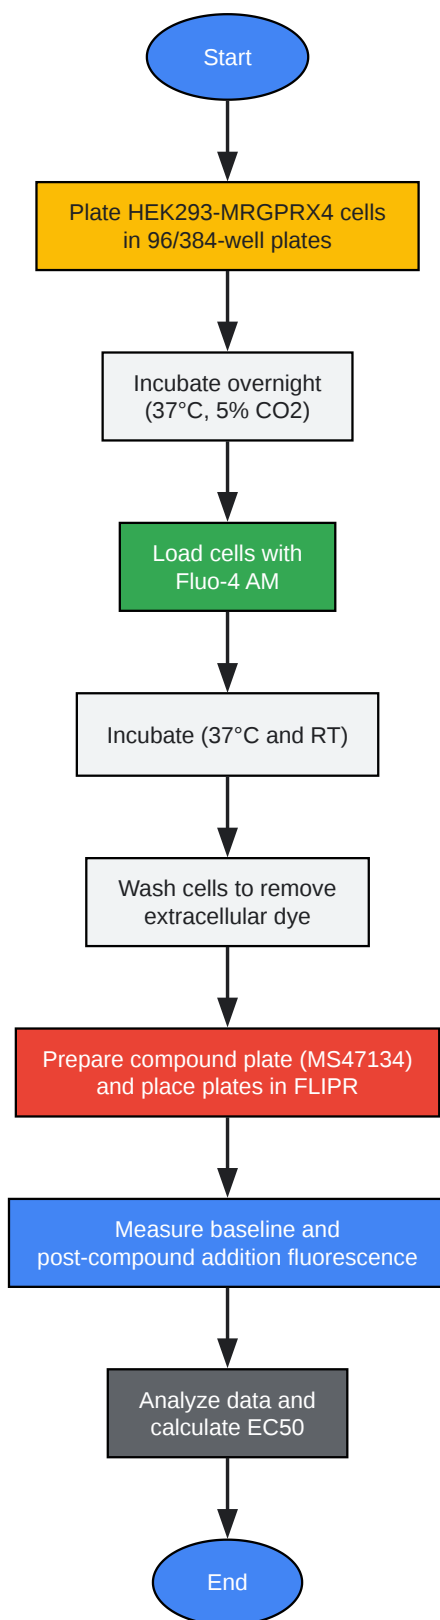 Start
Plate HEK293-MRGPRX4 cells
in 96/384-well plates
Incubate overnight
(37°C, 5% CO2)
Load cells with
Fluo-4 AM
Incubate (37°C and RT)
Wash cells to remove
extracellular dye
Prepare compound plate (MS47134)
and place plates in FLIPR
Measure baseline and
post-compound addition fluorescence
Analyze data and
calculate EC50
End